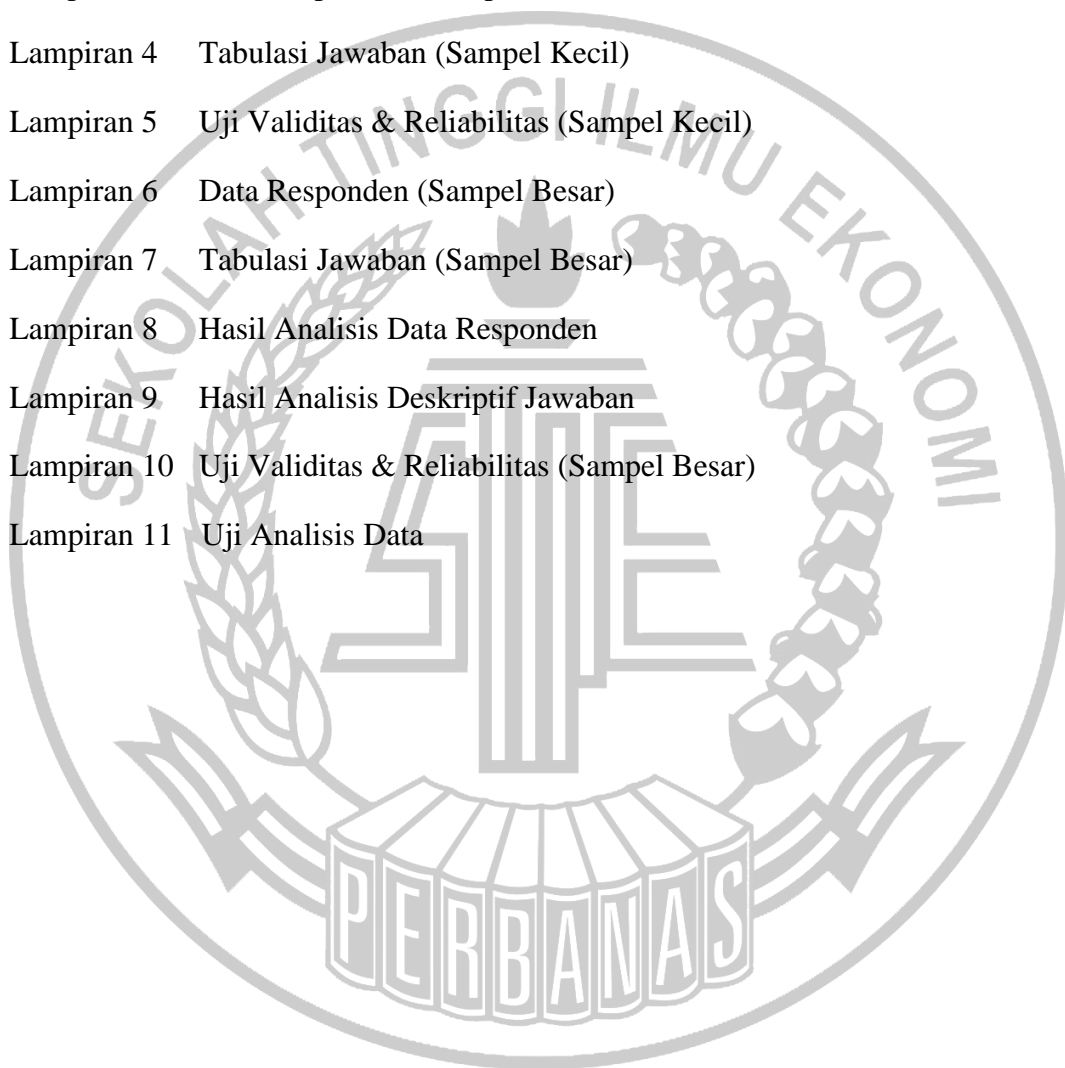 Lampiran 4 Tabulasi Jawaban (Sampel Kecil)
Lampiran 5 Uji Validitas & Reliabilitas (Sampel Kecil)
Lampiran 6 Data Responden (Sampel Besar)
Lampiran 7 Tabulasi Jawaban (Sampel Besar)
Lampiran 8 Hasil Analisis Data Responden
Lampiran 9 Hasil Analisis Deskriptif Jawaban
Lampiran 10 Uji Validitas & Reliabilitas (Sampel Besar)
Lampiran 11 Uji Analisis Data
SEKOLAH TINGGI ILMU EKONOMI
PERBANAS